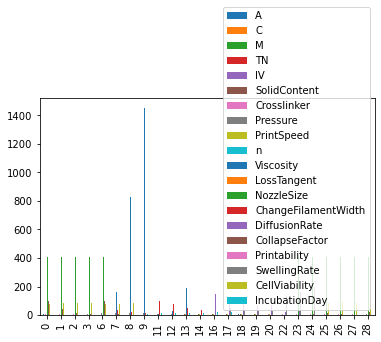 A
C
M
TN
IV
SolidContent
Crosslinker
Pressure
PrintSpeed
n
Viscosity
LossTangent
NozzleSize
ChangeFilamentWidth
DiffusionRate
CollapseFactor
Printability
SwellingRate
CellViability
IncubationDay
1400
1200
1000
800
600
400
200
0
0 1 2 3 6 7 8 9 11 12 13 14 16 17 18 19 20 22 23 24 25 26 27 28